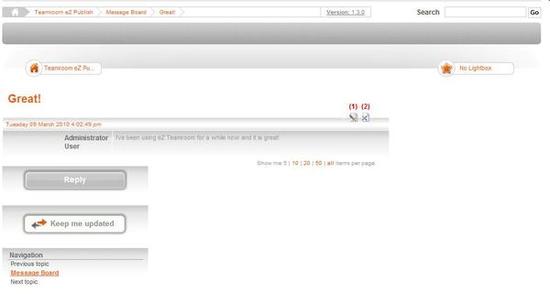 Teamroom eZ Publish
Message Board
Great!
Version: 1.3.0
Search
Go
Teamroom eZ Pu...
No Lightbox
Great!
(1) (2)
Tuesday 09 March 2010 4:02:49 pm
Administrator User
I've been using eZ Teamroom for a while now and it is great!
Show me 5 | 10 | 20 | 50 | all items per page.
Reply
Keep me updated
Navigation
Previous topic
Message Board
Next topic